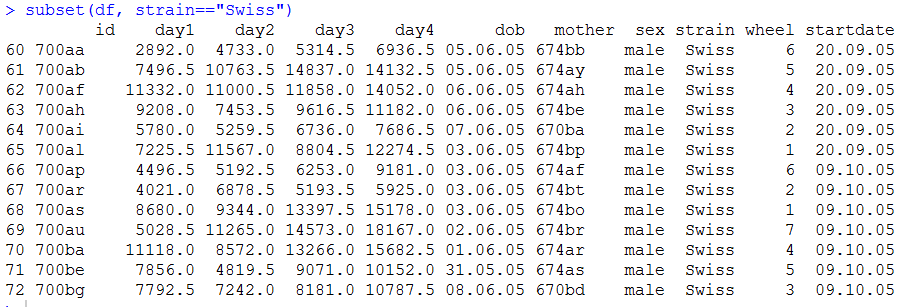 > subset(df, strain=="Swiss")
id day1 day2 day3 day4 dob mother sex strain wheel startdate
60 700aa 2892.0 4733.0 5314.5 6936.5 05.06.05 674bb male Swiss 6 20.09.05
61 700ab 7496.5 10763.5 14837.0 14132.5 05.06.05 674ay male Swiss 5 20.09.05
62 700af 11332.0 11000.5 11858.0 14052.0 06.06.05 674ah male Swiss 4 20.09.05
63 700ah 9208.0 7453.5 9616.5 11182.0 06.06.05 674be male Swiss 3 20.09.05
64 700ai 5780.0 5259.5 6736.0 7686.5 07.06.05 670ba male Swiss 2 20.09.05
65 700al 7225.5 11567.0 8804.5 12274.5 03.06.05 674bp male Swiss 1 20.09.05
66 700ap 4496.5 5192.5 6253.0 9181.0 03.06.05 674af male Swiss 6 09.10.05
67 700ar 4021.0 6878.5 5193.5 5925.0 03.06.05 674bt male Swiss 2 09.10.05
68 700as 8680.0 9344.0 13397.5 15178.0 03.06.05 674bo male Swiss 1 09.10.05
69 700au 5028.5 11265.0 14573.0 18167.0 02.06.05 674br male Swiss 7 09.10.05
70 700ba 11118.0 8572.0 13266.0 15682.5 01.06.05 674ar male Swiss 4 09.10.05
71 700be 7856.0 4819.5 9071.0 10152.0 31.05.05 674as male Swiss 5 09.10.05
72 700bg 7792.5 7242.0 8181.0 10787.5 08.06.05 670bd male Swiss 3 09.10.05